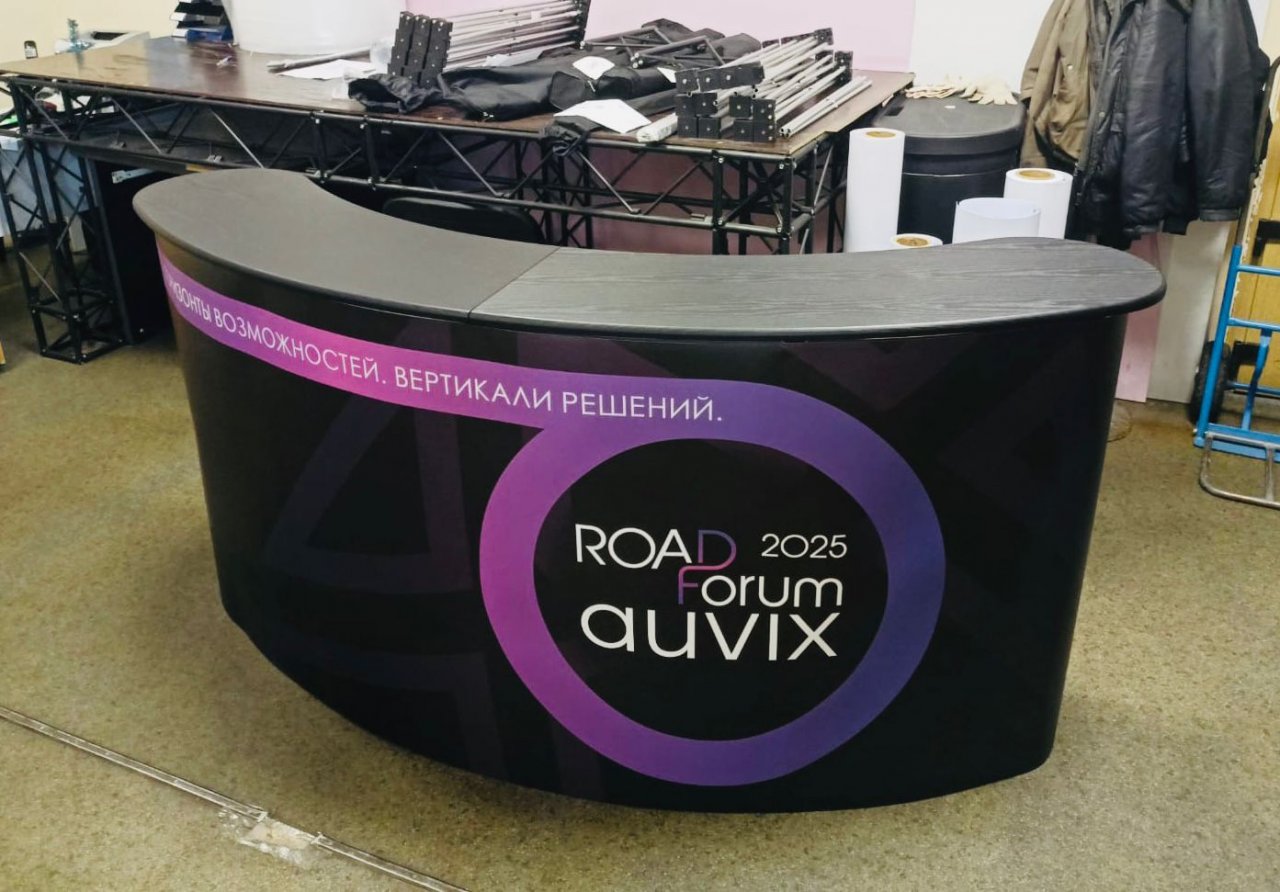 ВОЗМОЖНОСТЕЙ. ВЕРТИКАЛИ РЕШЕНИЙ.
ROAD 2025
Forum
auvix